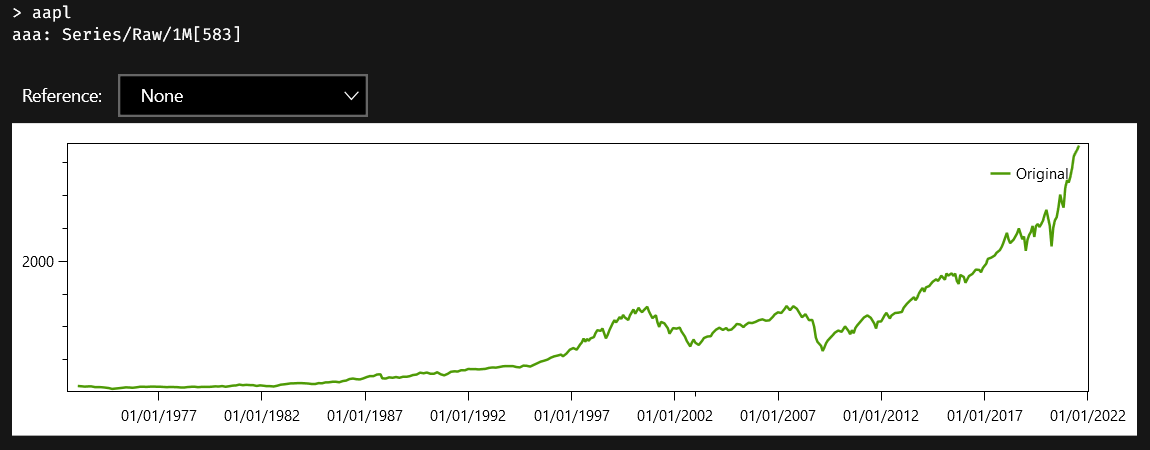 > aapl
aaa: Series/Raw/1M[583]
Reference: None
Original
2000
01/01/1977 01/01/1982 01/01/1987 01/01/1992 01/01/1997 01/01/2002 01/01/2007 01/01/2012 01/01/2017 01/01/2022